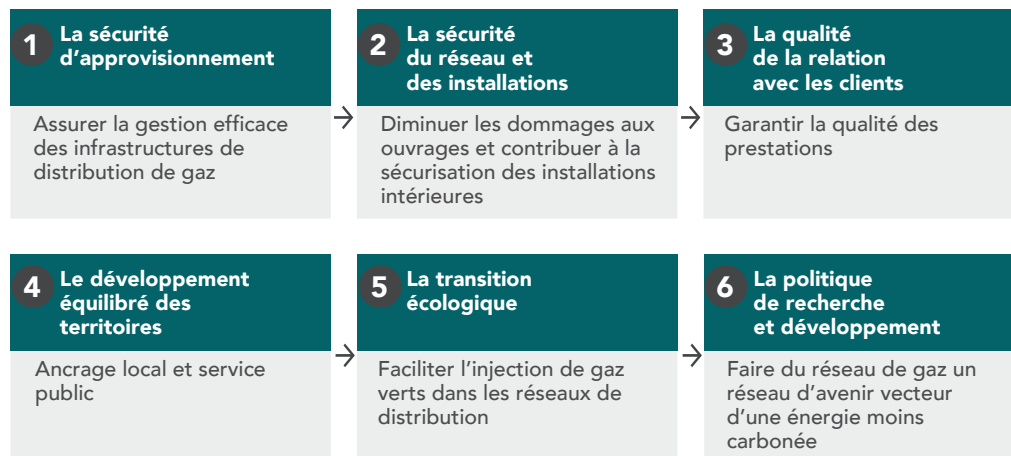 1
La sécurité
d'approvisionnement
Assurer la gestion efficace
des infrastructures de
distribution de gaz
2
La sécurité
du réseau et
des installations
Diminuer les dommages aux
ouvrages et contribuer à la
sécurisation des installations
intérieures
3
La qualité
de la relation
avec les clients
Garantir la qualité des
prestations
4
Le développement
équilibré des
territoires
Ancrage local et service
public
5
La transition
écologique
Faciliter l'injection de gaz
verts dans les réseaux de
distribution
6
La politique
de recherche
et développement
Faire du réseau de gaz un
réseau d'avenir vecteur
d'une énergie moins
carbonée